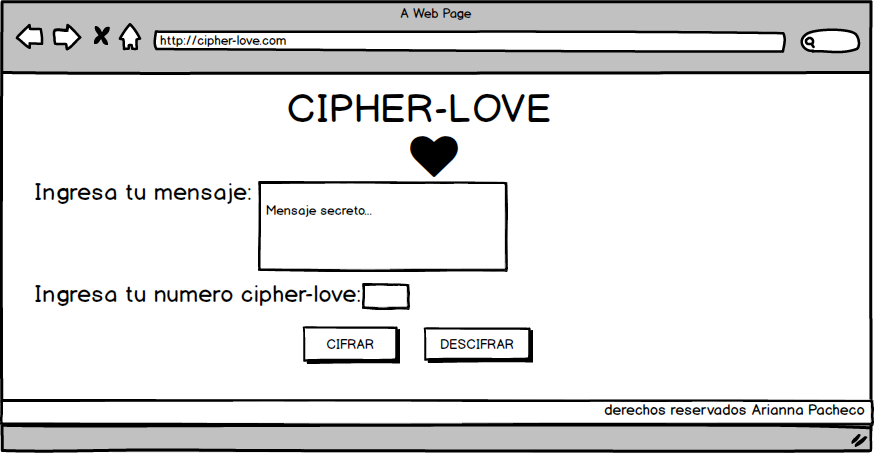 A Web Page
http://cipher-love.com
CIPHER-LOVE
Ingresa tu mensaje:
Mensaje secreto...
Ingresa tu numero cipher-love:
CIFRAR DESCIFRAR
derechos reservados Arianna Pacheco